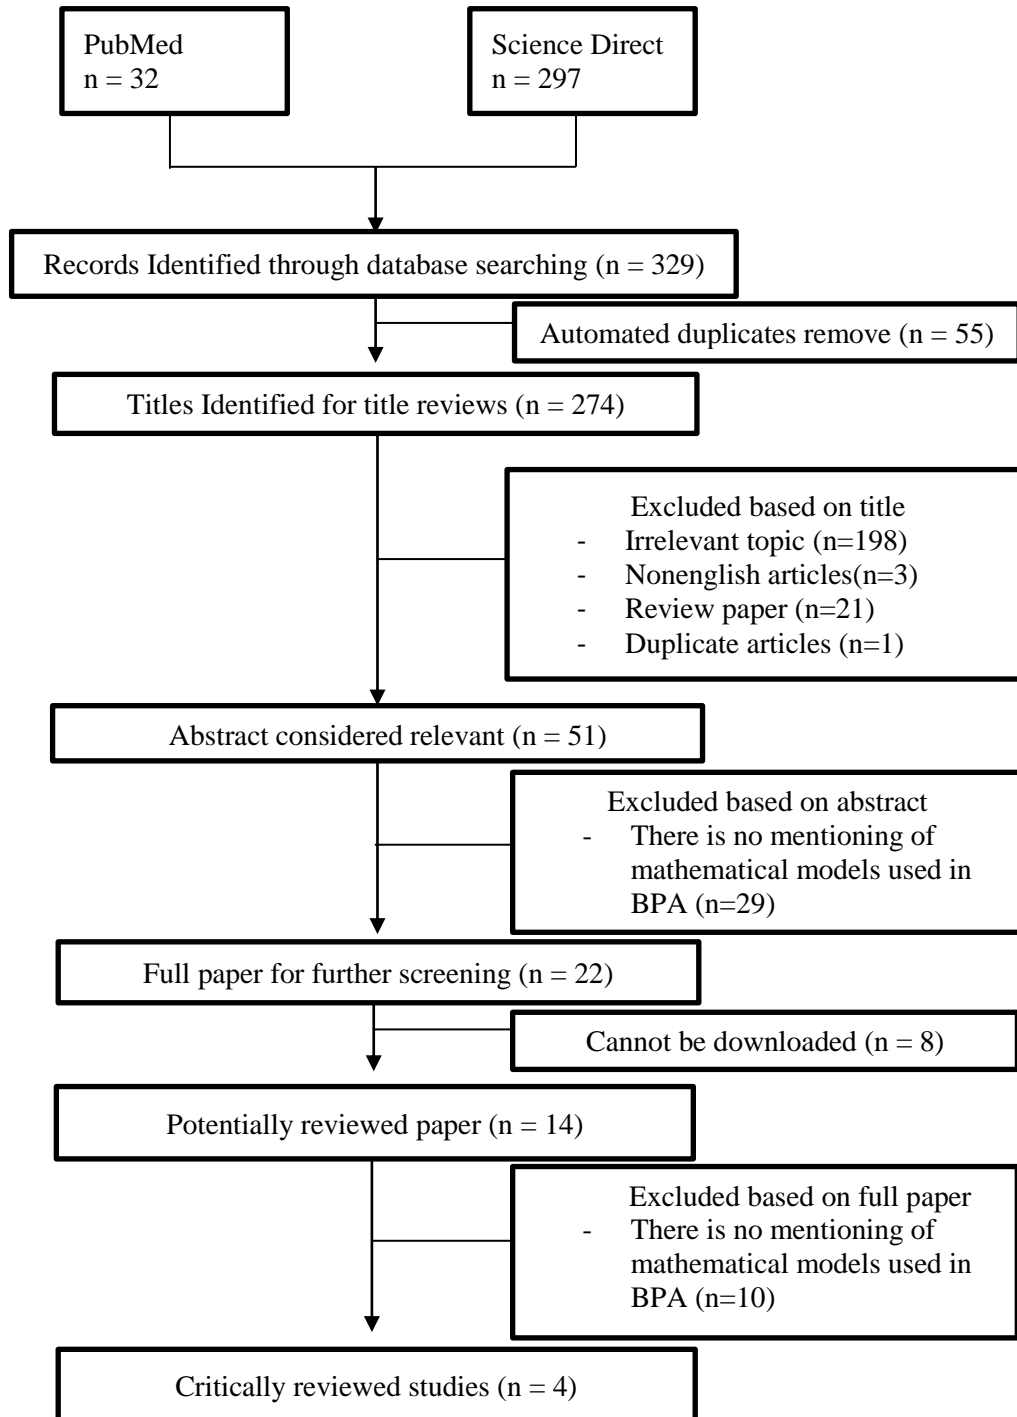 PubMed
n = 32
Science Direct
n = 297
Records Identified through database searching (n = 329)
Automated duplicates remove (n = 55)
Titles Identified for title reviews (n = 274)
Excluded based on title
- Irrelevant topic (n=198)
- Nonenglish articles(n=3)
- Review paper (n=21)
- Duplicate articles (n=1)
Abstract considered relevant (n = 51)
Excluded based on abstract
- There is no mentioning of
mathematical models used in
BPA (n=29)
Full paper for further screening (n = 22)
Cannot be downloaded (n = 8)
Potentially reviewed paper (n = 14)
Excluded based on full paper
- There is no mentioning of
mathematical models used in
BPA (n=10)
Critically reviewed studies (n = 4)